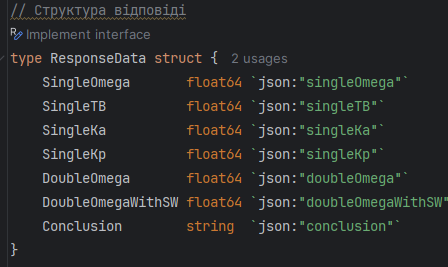 // Структура відповіді
Implement interface
type ResponseData struct { 2 usages
SingleOmega float64 `json:"singleOmega"`
SingleTB float64 `json:"singleTB"`
SingleKa float64 `json:"singleKa"`
SingleKp float64 `json:"singleKp"`
DoubleOmega float64 `json:"doubleOmega"`
DoubleOmegaWithSW float64 `json:"doubleOmegaWithSW"
Conclusion string `json:"conclusion"`
}